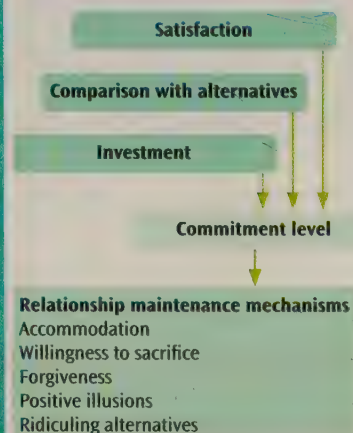 Satisfaction
Comparison with alternatives
Investment
Commitment level
Relationship maintenance mechanisms
Accommodation
Willingness to sacrifice
Forgiveness
Positive illusions
Ridiculing alternatives